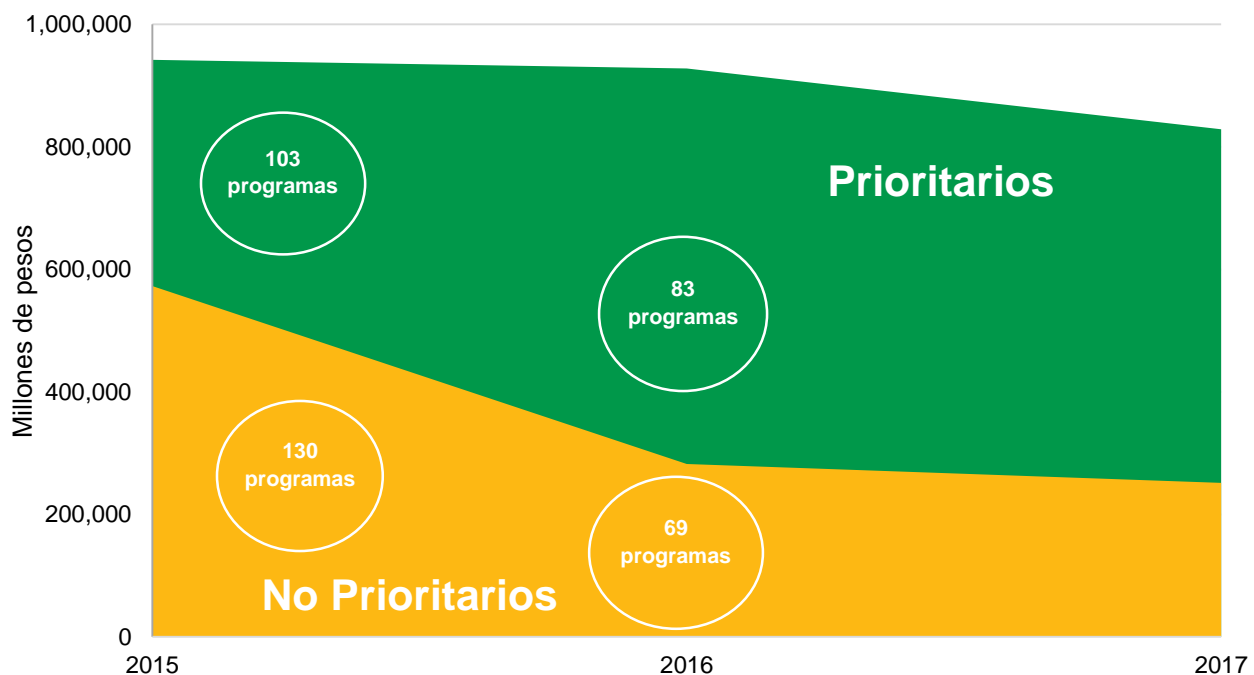 1,000,000
800,000
600,000
400,000
200,000
0
Millones de pesos
103
programas
Prioritarios
83
programas
130
programas
69
programas
No Prioritarios
2015
2016
2017